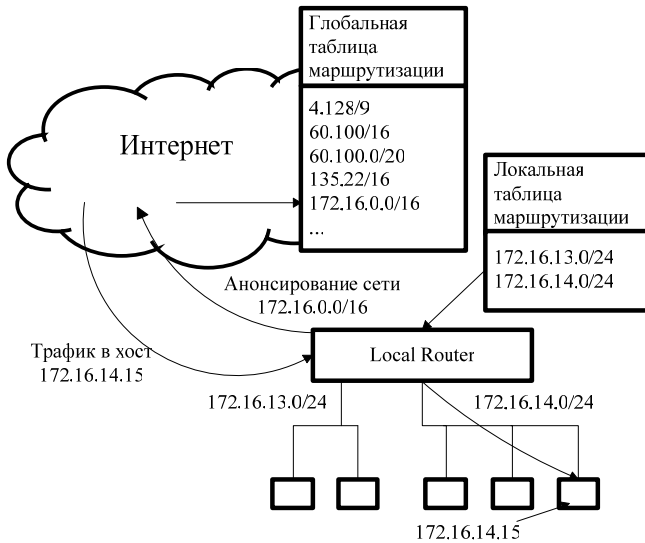 Глобальная
таблица
маршрутизации
4.128/9
60.100/16
60.100.0/20
135.22/16
172.16.0.0/16
...
Интернет
Локальная
таблица
маршрутизации
172.16.13.0/24
172.16.14.0/24
Анонсирование сети
172.16.0.0/16
Трафик в хост
172.16.14.15
Local Router
172.16.13.0/24
172.16.14.0/24
172.16.14.15